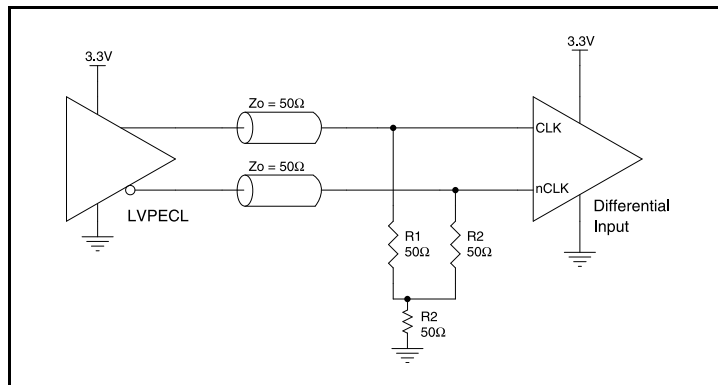 3.3V
3.3V
Zo = 50Ω
CLK
Zo = 50Ω
nCLK
LVPECL
Differential
Input
R1
50Ω
R2
50Ω
R2
50Ω